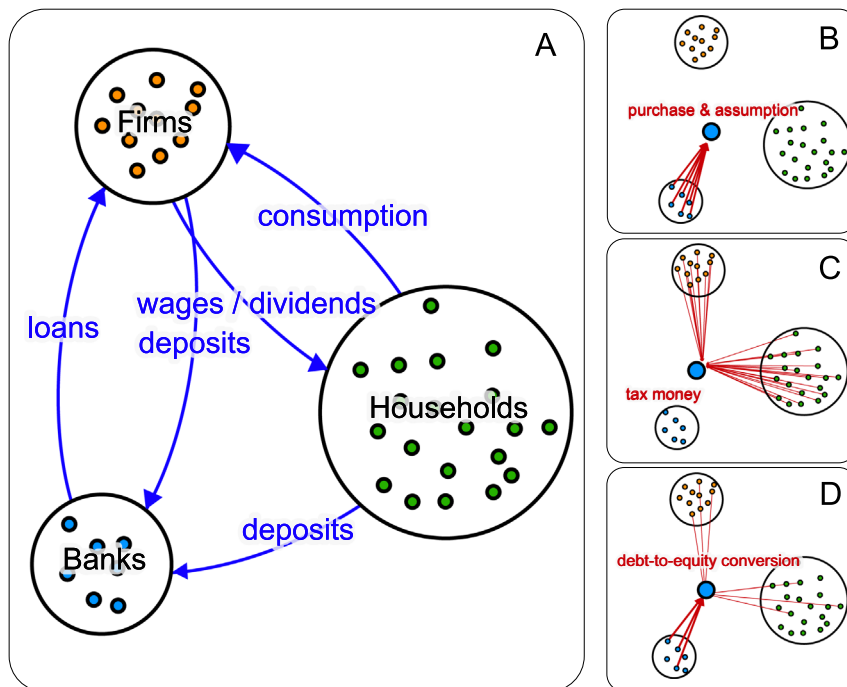 A
Firms
consumption
wages / dividends
loans
deposits
Households
deposits
Banks
B
purchase & assumption
C
tax money
D
debt-to-equity conversion